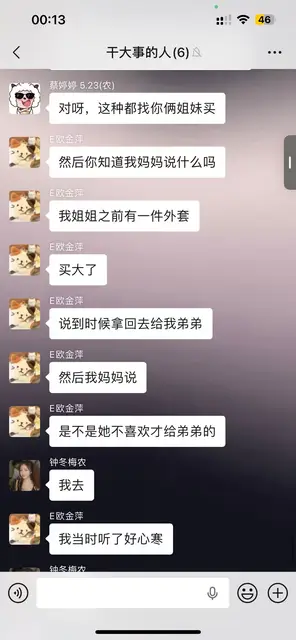 00:13
46
干大事的人(6)
蔡婷婷 5.23(农)
对呀，这种都找你俩姐妹买
E欧金萍
然后你知道我妈妈说什么吗
E欧金萍
我姐姐之前有一件外套
E欧金萍
买大了
E欧金萍
说到时候拿回去给我弟弟
E欧金萍
然后我妈妈说
E欧金萍
是不是她不喜欢才给弟弟的
钟冬梅农
我去
E欧金萍
我当时听了好心寒
钟冬梅农